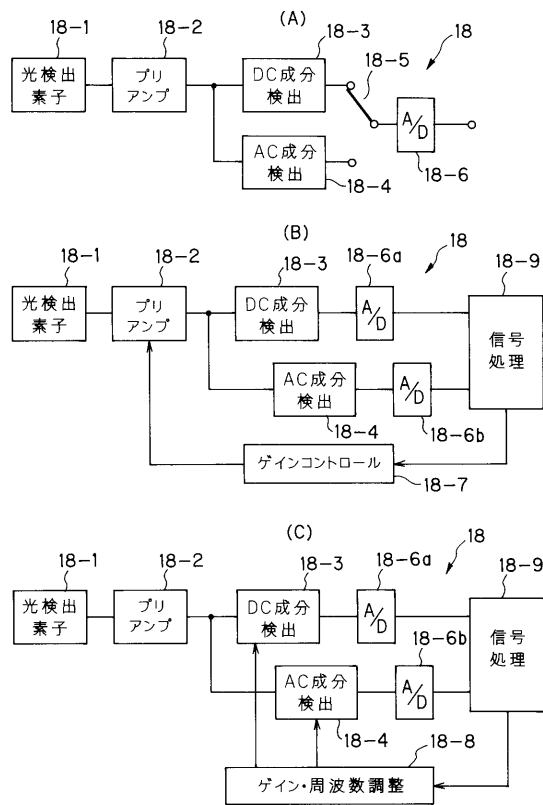 (A)
18-1
18-2
18-3
18-5
18
光検出
素子
プリ
アンプ
DC成分
検出
A/D
AC成分
検出
18-4
18-6
(B)
18-1
18-2
18-3
18-6a
18
18-9
光検出
素子
プリ
アンプ
DC成分
検出
A/D
信号
処理
AC成分
検出
A/D
18-4
18-6b
ゲインコントロール
18-7
(C)
18-1
18-2
18-3
18-6a
18
18-9
光検出
素子
プリ
アンプ
DC成分
検出
A/D
信号
処理
18-6b
AC成分
検出
A/D
18-4
18-8
ゲイン・周波数調整